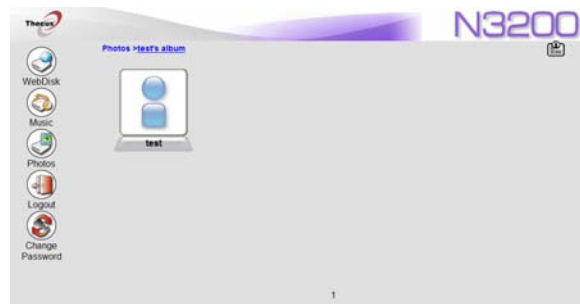 Thecus
N3200
Photos >test's album
WebDisk
Music
Photos
Logout
Change
Password
test
1